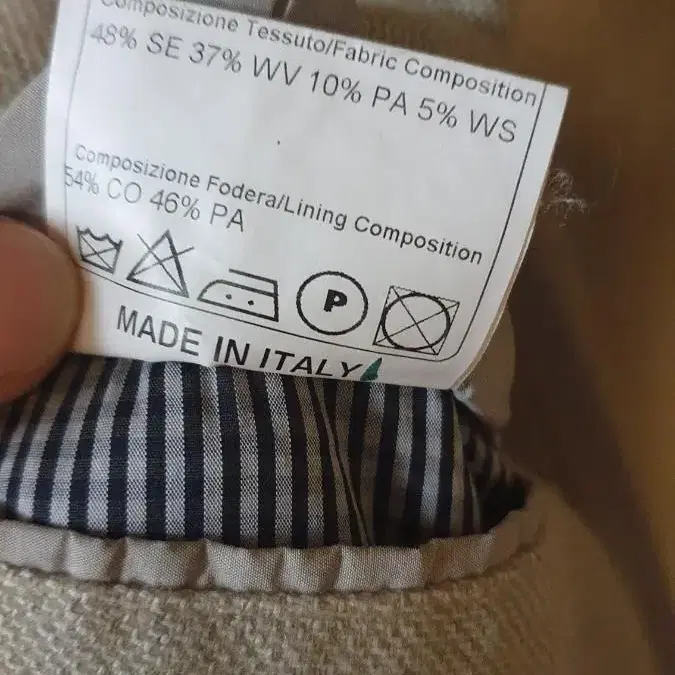 Composizione Tessuto/Fabric Composition
48% SE 37% WV 10% PA 5% WS
Composizione Fodera/Lining Composition
54% CO 46% PA
P
MADE IN ITALY